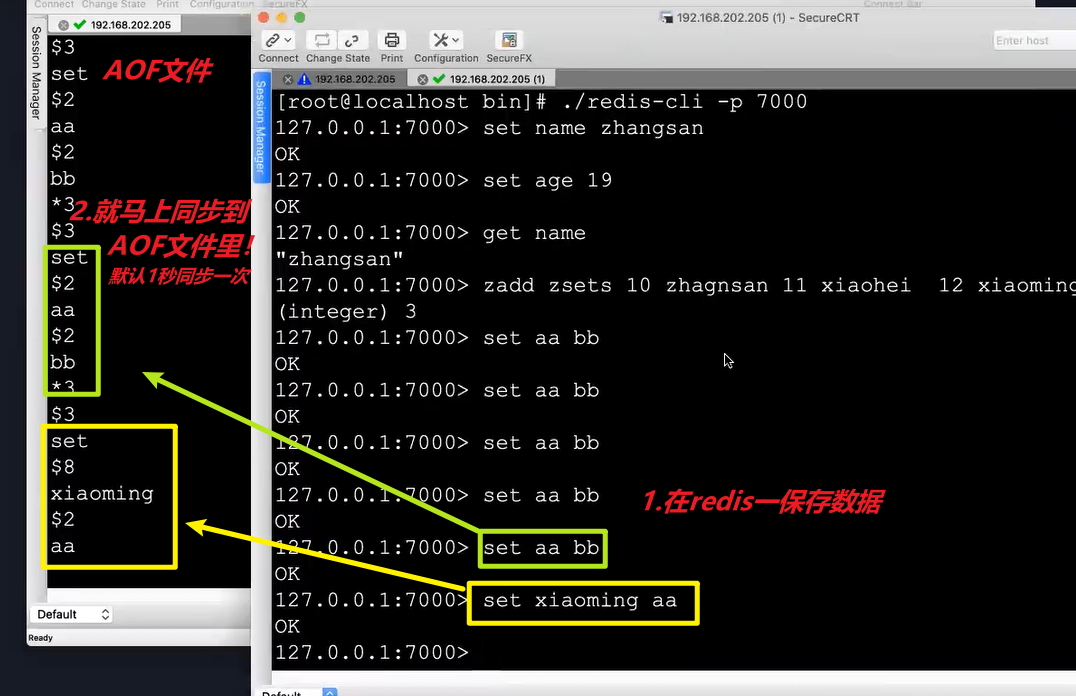 Connect Change State Print Configuration SecureFX
Connect Bar
192.168.202.205
Session Manager
$3
set
AOF文件
$2
aa
$2
bb
*3
2.就马上同步到
$3
AOF文件里!
set
默认1秒同步一次
$2
aa
$2
bb
*3
$3
set
$8
xiaoming
$2
aa
Default
Ready
192.168.202.205 (1) - SecureCRT
Enter host
Connect Change State Print Configuration SecureFX
192.168.202.205
192.168.202.205 (1)
Session Manager
[root@localhost bin]# ./redis-cli -p 7000
127.0.0.1:7000> set name zhangsan
OK
127.0.0.1:7000> set age 19
OK
127.0.0.1:7000> get name
"zhangsan"
127.0.0.1:7000> zadd zsets 10 zhagnsan 11 xiaohei  12 xiaoming
(integer) 3
127.0.0.1:7000> set aa bb
OK
127.0.0.1:7000> set aa bb
OK
127.0.0.1:7000> set aa bb
OK
127.0.0.1:7000> set aa bb
1.在redis一保存数据
OK
127.0.0.1:7000> set aa bb
OK
127.0.0.1:7000> set xiaoming aa
OK
127.0.0.1:7000>
Default